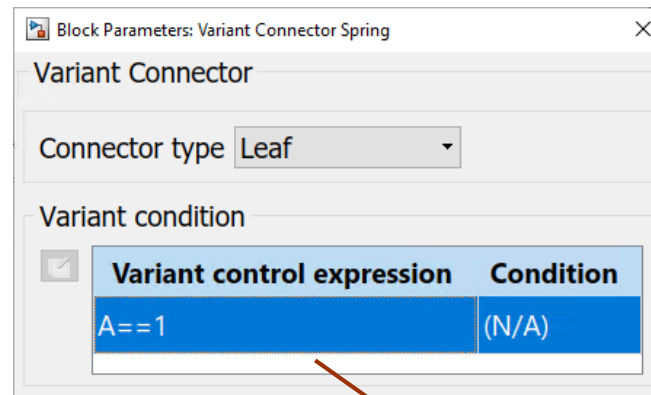 Block Parameters: Variant Connector Spring
Variant Connector
Connector type Leaf
Variant condition
Variant control expression Condition
A==1 (N/A)